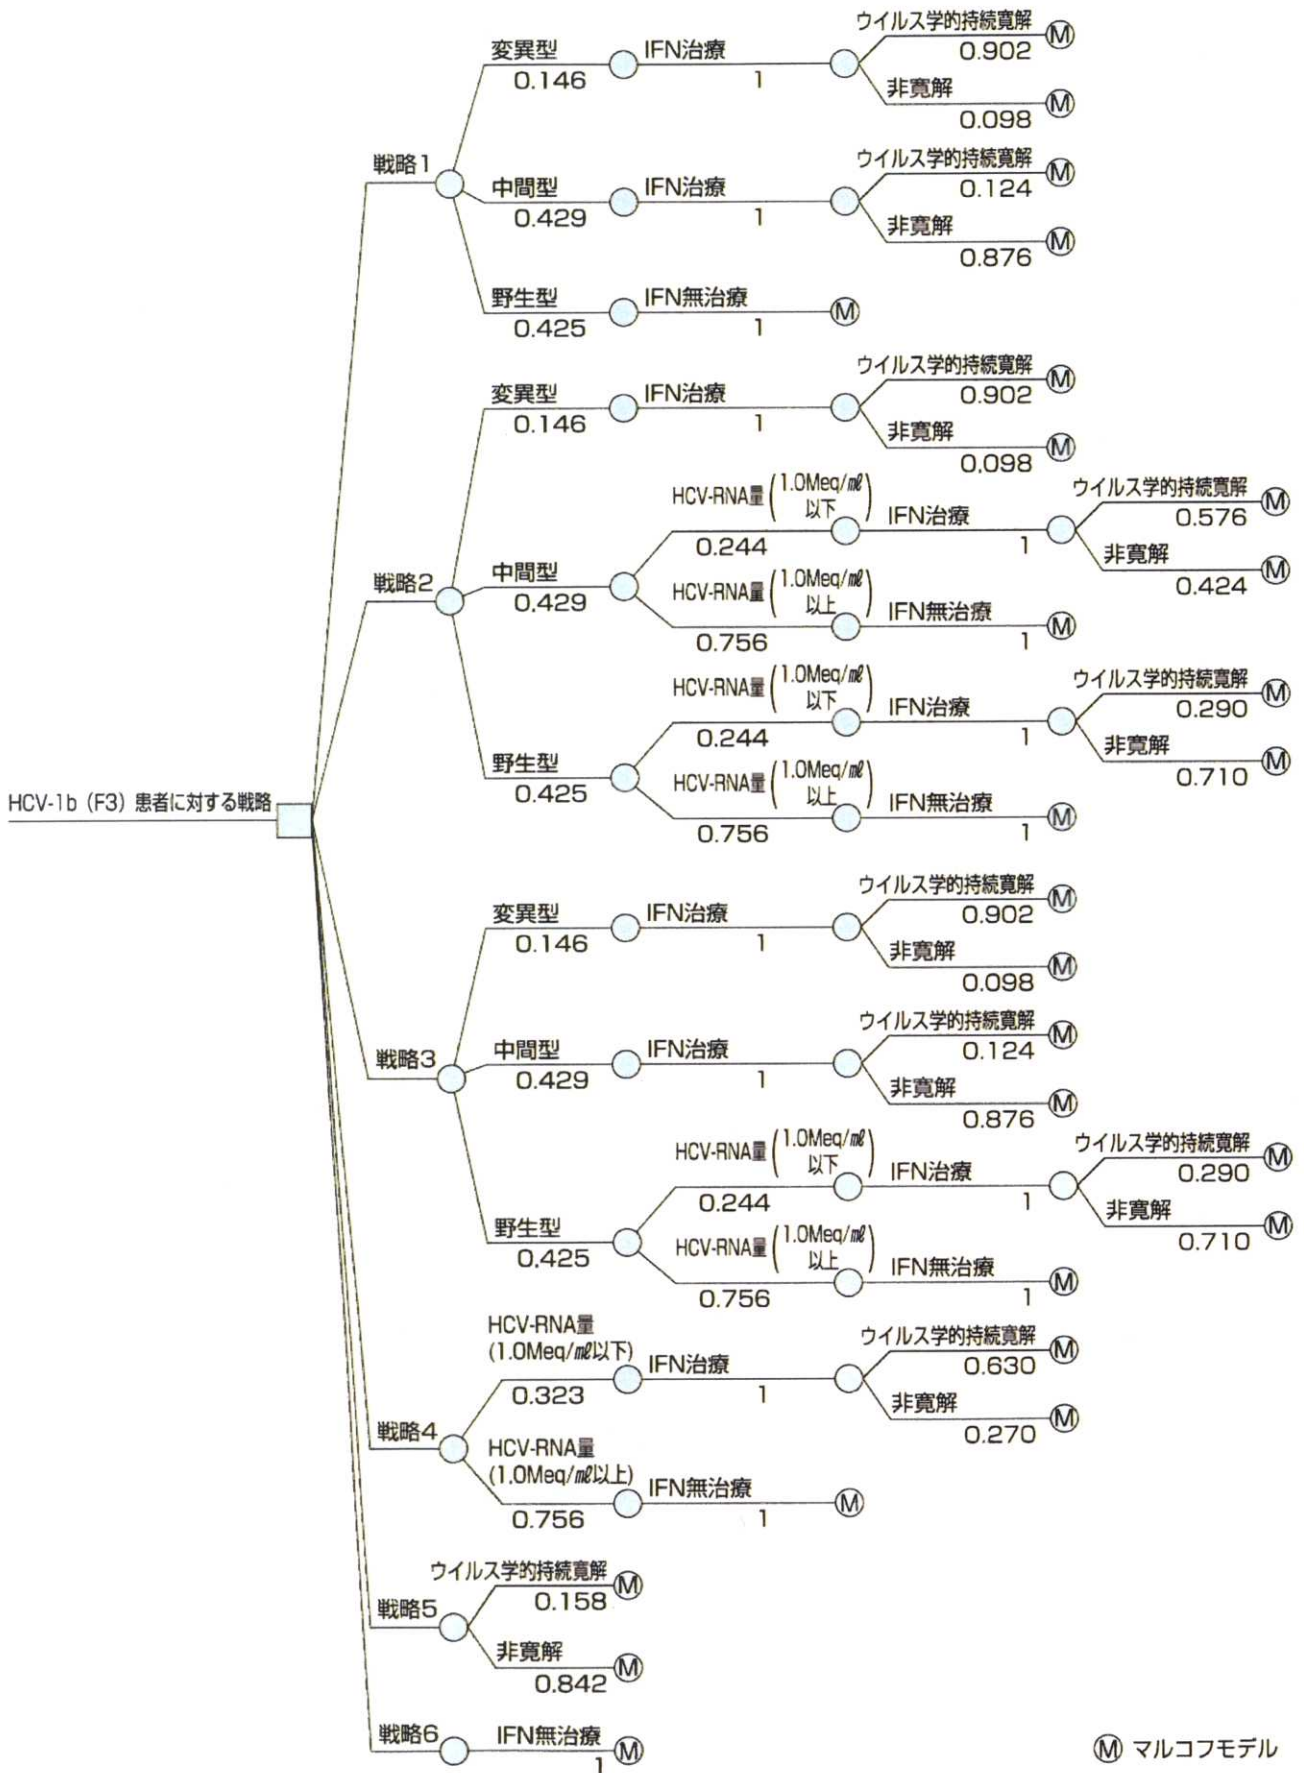 HCV-1b（F3）患者に対する戦略
戦略1
変異型
0.146
IFN治療
1
ウイルス学的持続寛解
0.902
非寛解
0.098
中間型
0.429
IFN治療
1
ウイルス学的持続寛解
0.124
非寛解
0.876
野生型
0.425
IFN無治療
1
戦略2
変異型
0.146
IFN治療
1
ウイルス学的持続寛解
0.902
非寛解
0.098
中間型
0.429
HCV-RNA量（1.0Meq/㎖
以下）
0.244
IFN治療
1
ウイルス学的持続寛解
0.576
非寛解
0.424
HCV-RNA量（1.0Meq/㎖
以上）
0.756
IFN無治療
1
野生型
0.425
HCV-RNA量（1.0Meq/㎖
以下）
0.244
IFN治療
1
ウイルス学的持続寛解
0.290
非寛解
0.710
HCV-RNA量（1.0Meq/㎖
以上）
0.756
IFN無治療
1
戦略3
変異型
0.146
IFN治療
1
ウイルス学的持続寛解
0.902
非寛解
0.098
中間型
0.429
IFN治療
1
ウイルス学的持続寛解
0.124
非寛解
0.876
野生型
0.425
HCV-RNA量（1.0Meq/㎖
以下）
0.244
IFN治療
1
ウイルス学的持続寛解
0.290
非寛解
0.710
HCV-RNA量（1.0Meq/㎖
以上）
0.756
IFN無治療
1
戦略4
HCV-RNA量
(1.0Meq/㎖以下)
0.323
IFN治療
1
ウイルス学的持続寛解
0.630
非寛解
0.270
HCV-RNA量
(1.0Meq/㎖以上)
0.756
IFN無治療
1
戦略5
ウイルス学的持続寛解
0.158
非寛解
0.842
戦略6
IFN無治療
1
Ⓜ マルコフモデル